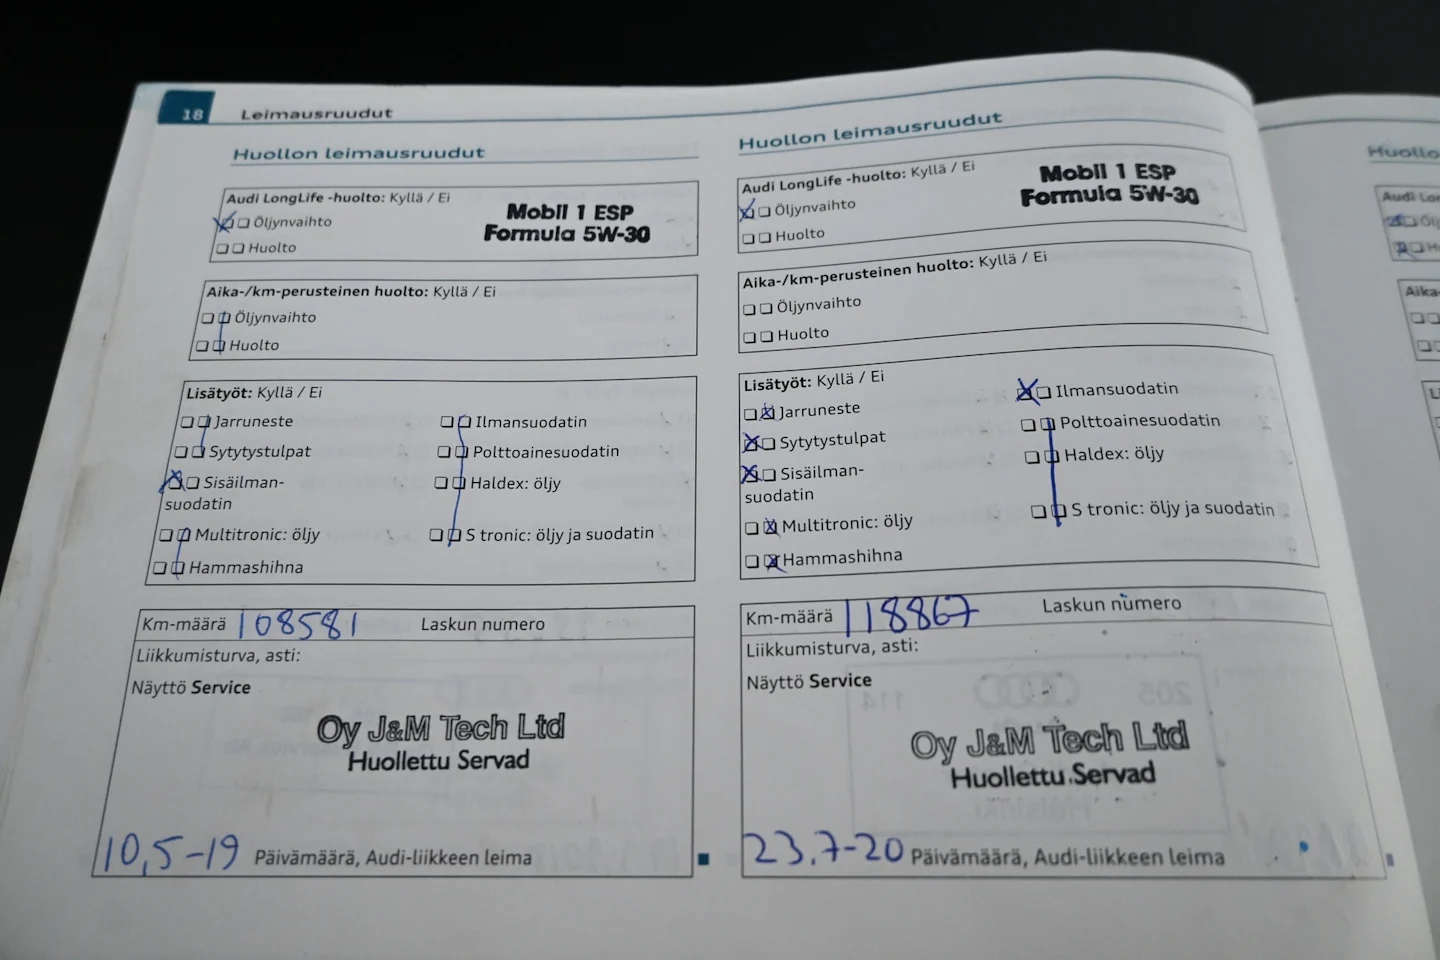 18 Leimausruudut
Huollon leimausruudut
Audi LongLife -huolto: Kyllä / Ei
Öljynvaihto
Huolto
Mobil 1 ESP
Formula 5W-30
Aika-/km-perusteinen huolto: Kyllä / Ei
Öljynvaihto
Huolto
Lisätyöt: Kyllä / Ei
Jarruneste
Sytytystulpat
Sisäilman-
suodatin
Multitronic: öljy
Hammashihna
Ilmansuodatin
Polttoainesuodatin
Haldex: öljy
S tronic: öljy ja suodatin
Km-määrä 108581 Laskun numero
Liikkumisturva, asti:
Näyttö Service
Oy J&M Tech Ltd
Huollettu Servad
10,5-19 Päivämäärä, Audi-liikkeen leima
Huollon leimausruudut
Audi LongLife -huolto: Kyllä / Ei
Öljynvaihto
Huolto
Mobil 1 ESP
Formula 5W-30
Aika-/km-perusteinen huolto: Kyllä / Ei
Öljynvaihto
Huolto
Lisätyöt: Kyllä / Ei
Jarruneste
Sytytystulpat
Sisäilman-
suodatin
Multitronic: öljy
Hammashihna
Ilmansuodatin
Polttoainesuodatin
Haldex: öljy
S tronic: öljy ja suodatin
Km-määrä 118867 Laskun numero
Liikkumisturva, asti:
Näyttö Service
Oy J&M Tech Ltd
Huollettu Servad
23.7-20 Päivämäärä, Audi-liikkeen leima